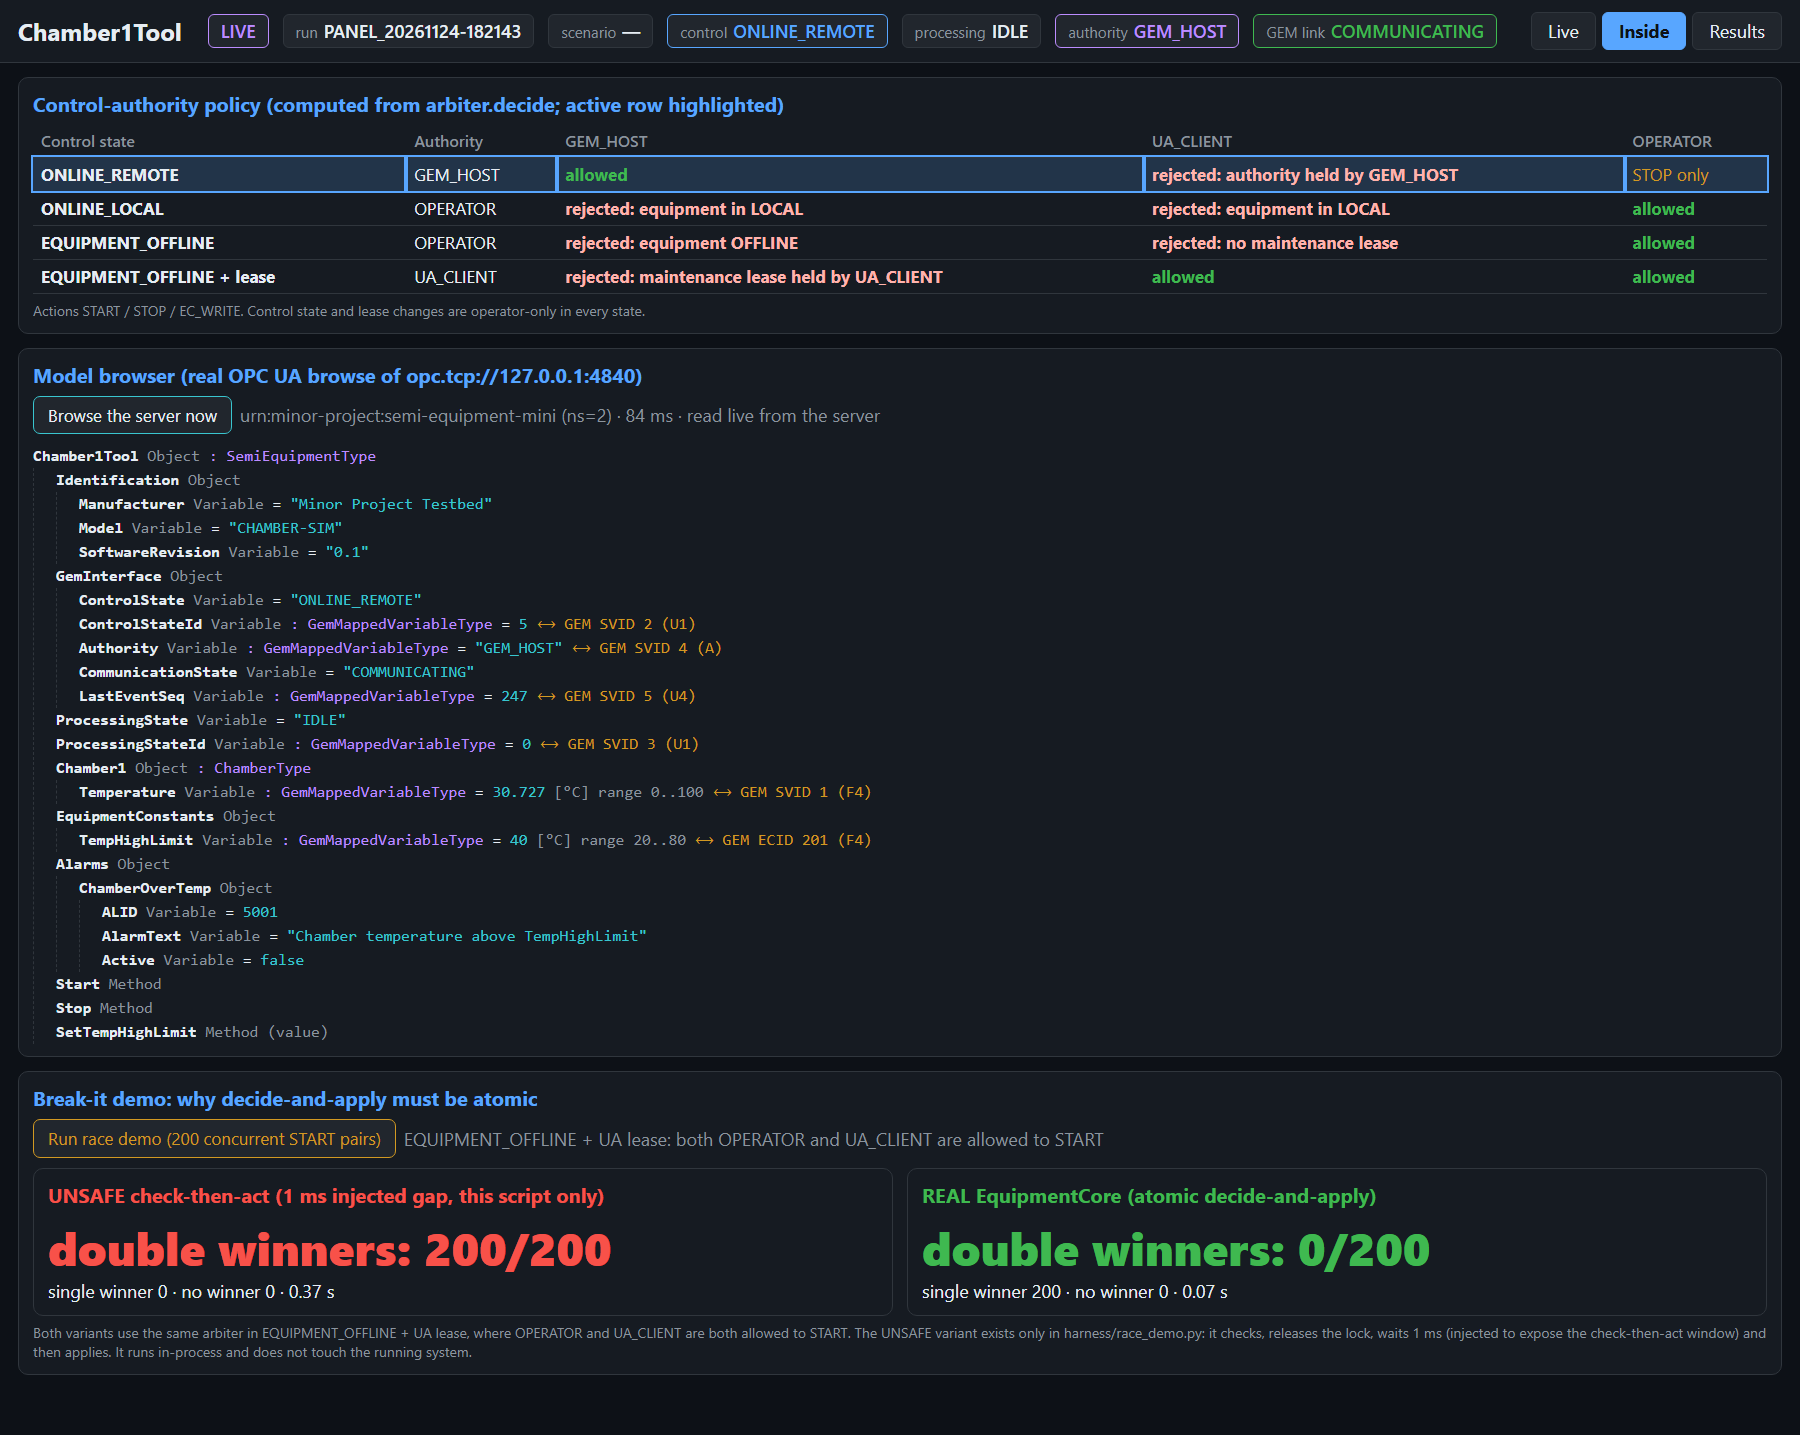 Chamber1Tool LIVE run PANEL_20261124-182143 scenario — control ONLINE_REMOTE processing IDLE authority GEM_HOST GEM link COMMUNICATING Live Inside Results
Control-authority policy (computed from arbiter.decide; active row highlighted)
Control state Authority GEM_HOST UA_CLIENT OPERATOR
ONLINE_REMOTE GEM_HOST allowed rejected: authority held by GEM_HOST STOP only
ONLINE_LOCAL OPERATOR rejected: equipment in LOCAL rejected: equipment in LOCAL allowed
EQUIPMENT_OFFLINE OPERATOR rejected: equipment OFFLINE rejected: no maintenance lease allowed
EQUIPMENT_OFFLINE + lease UA_CLIENT rejected: maintenance lease held by UA_CLIENT allowed allowed
Actions START / STOP / EC_WRITE. Control state and lease changes are operator-only in every state.
Model browser (real OPC UA browse of opc.tcp://127.0.0.1:4840)
Browse the server now urn:minor-project:semi-equipment-mini (ns=2) · 84 ms · read live from the server
Chamber1Tool Object : SemiEquipmentType
Identification Object
Manufacturer Variable = "Minor Project Testbed"
Model Variable = "CHAMBER-SIM"
SoftwareRevision Variable = "0.1"
GemInterface Object
ControlState Variable = "ONLINE_REMOTE"
ControlStateId Variable : GemMappedVariableType = 5 ↔ GEM SVID 2 (U1)
Authority Variable : GemMappedVariableType = "GEM_HOST" ↔ GEM SVID 4 (A)
CommunicationState Variable = "COMMUNICATING"
LastEventSeq Variable : GemMappedVariableType = 247 ↔ GEM SVID 5 (U4)
ProcessingState Variable = "IDLE"
ProcessingStateId Variable : GemMappedVariableType = 0 ↔ GEM SVID 3 (U1)
Chamber1 Object : ChamberType
Temperature Variable : GemMappedVariableType = 30.727 [°C] range 0..100 ↔ GEM SVID 1 (F4)
EquipmentConstants Object
TempHighLimit Variable : GemMappedVariableType = 40 [°C] range 20..80 ↔ GEM ECID 201 (F4)
Alarms Object
ChamberOverTemp Object
ALID Variable = 5001
AlarmText Variable = "Chamber temperature above TempHighLimit"
Active Variable = false
Start Method
Stop Method
SetTempHighLimit Method (value)
Break-it demo: why decide-and-apply must be atomic
Run race demo (200 concurrent START pairs) EQUIPMENT_OFFLINE + UA lease: both OPERATOR and UA_CLIENT are allowed to START
UNSAFE check-then-act (1 ms injected gap, this script only)
double winners: 200/200
single winner 0 · no winner 0 · 0.37 s
REAL EquipmentCore (atomic decide-and-apply)
double winners: 0/200
single winner 200 · no winner 0 · 0.07 s
Both variants use the same arbiter in EQUIPMENT_OFFLINE + UA lease, where OPERATOR and UA_CLIENT are both allowed to START. The UNSAFE variant exists only in harness/race_demo.py: it checks, releases the lock, waits 1 ms (injected to expose the check-then-act window) and
then applies. It runs in-process and does not touch the running system.